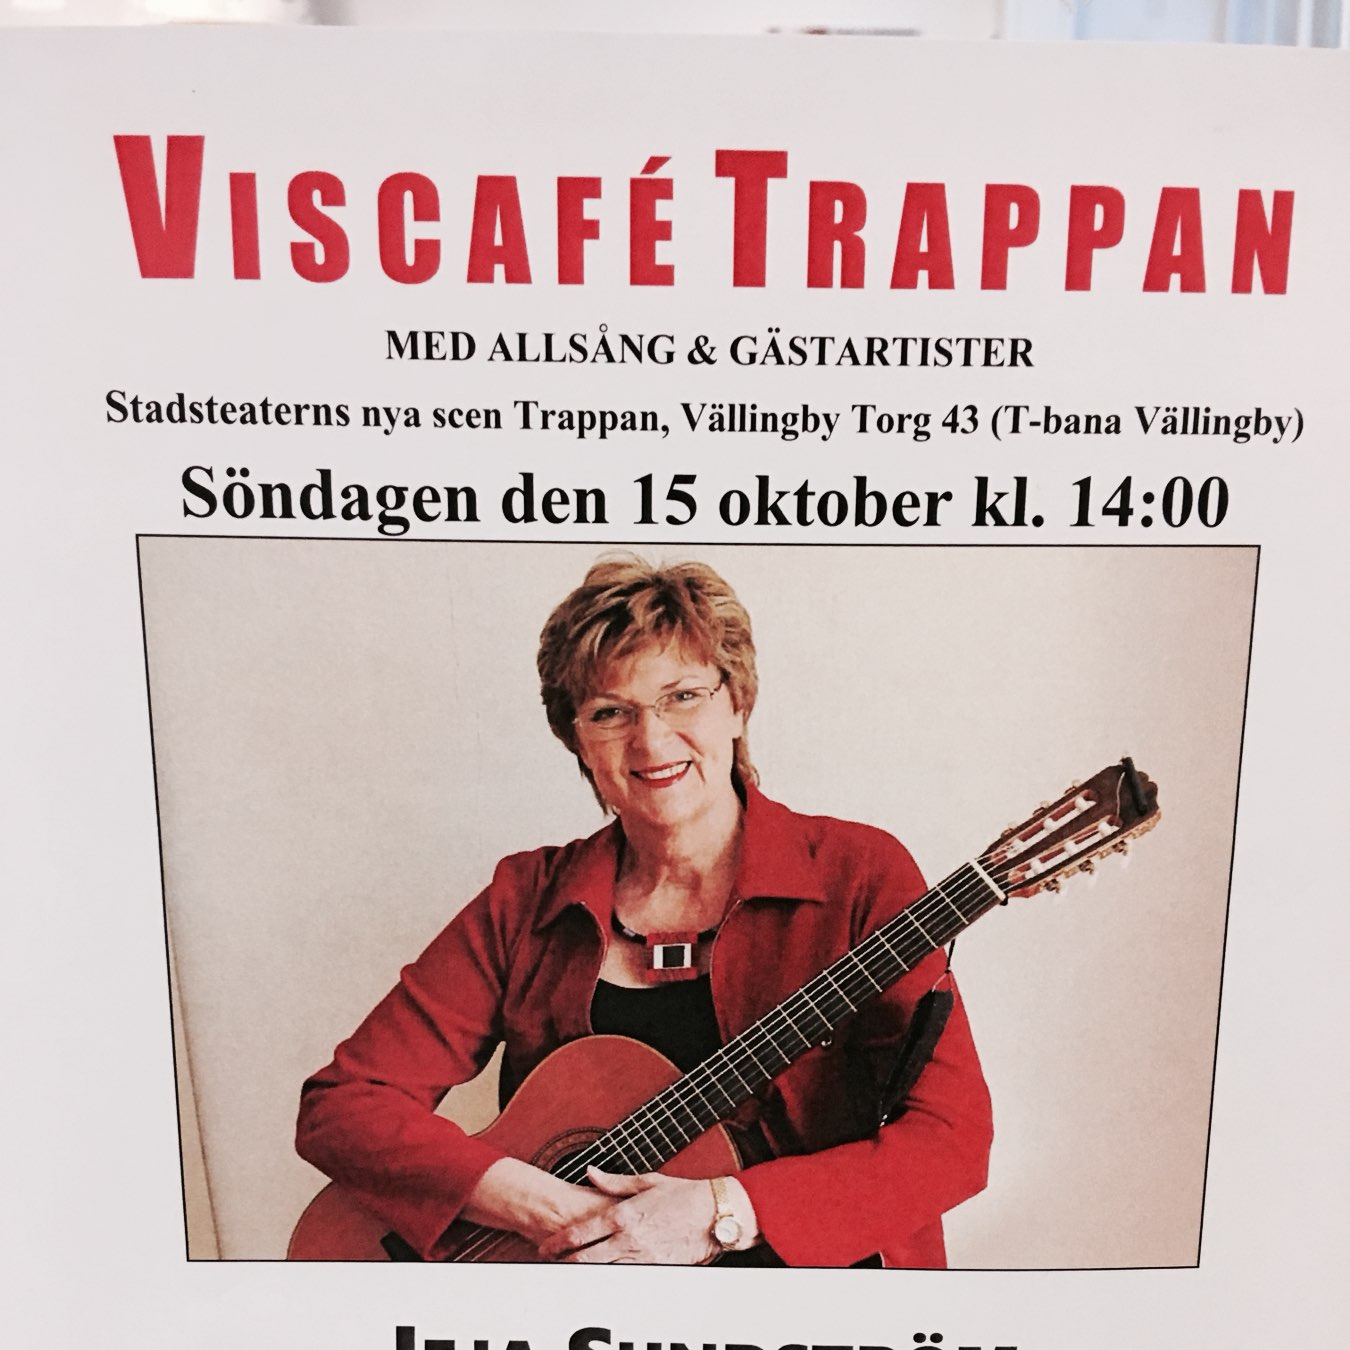 VISCAFÉ TRAPPAN
MED ALLSÅNG & GÄSTARTISTER
Stadsteaterns nya scen Trappan, Vällingby Torg 43 (T-bana Vällingby)
Söndagen den 15 oktober kl. 14:00
SUNDSTRÖM